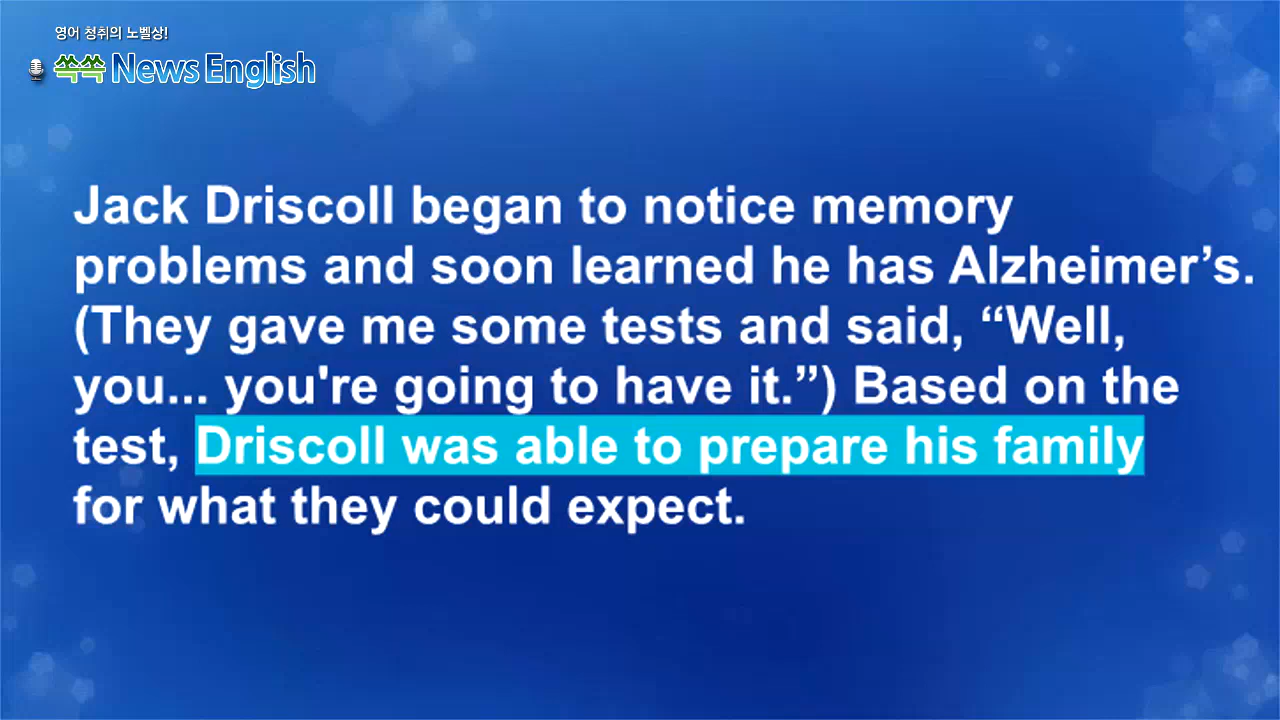 영어 청취의 노벨상!
쏙쏙 News English
Jack Driscoll began to notice memory
problems and soon learned he has Alzheimer’s.
(They gave me some tests and said, “Well,
you... you're going to have it.”) Based on the
test, Driscoll was able to prepare his family
for what they could expect.